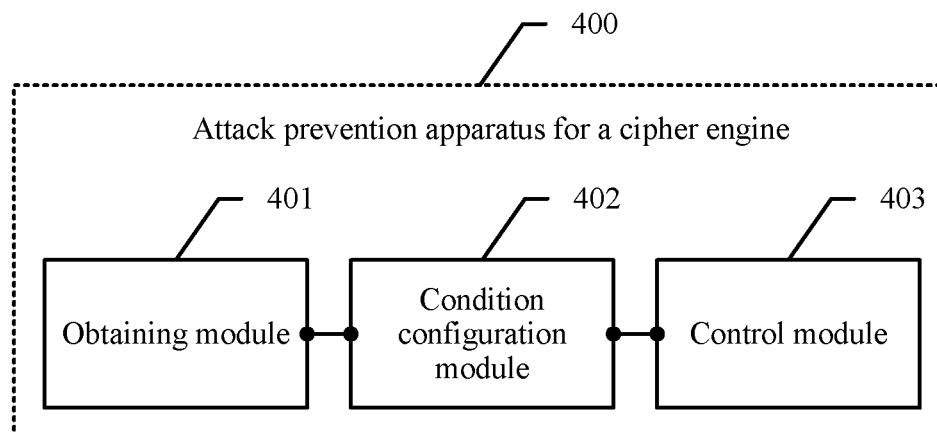 400
Attack prevention apparatus for a cipher engine
401
402
403
Obtaining module
Condition
configuration
module
Control module